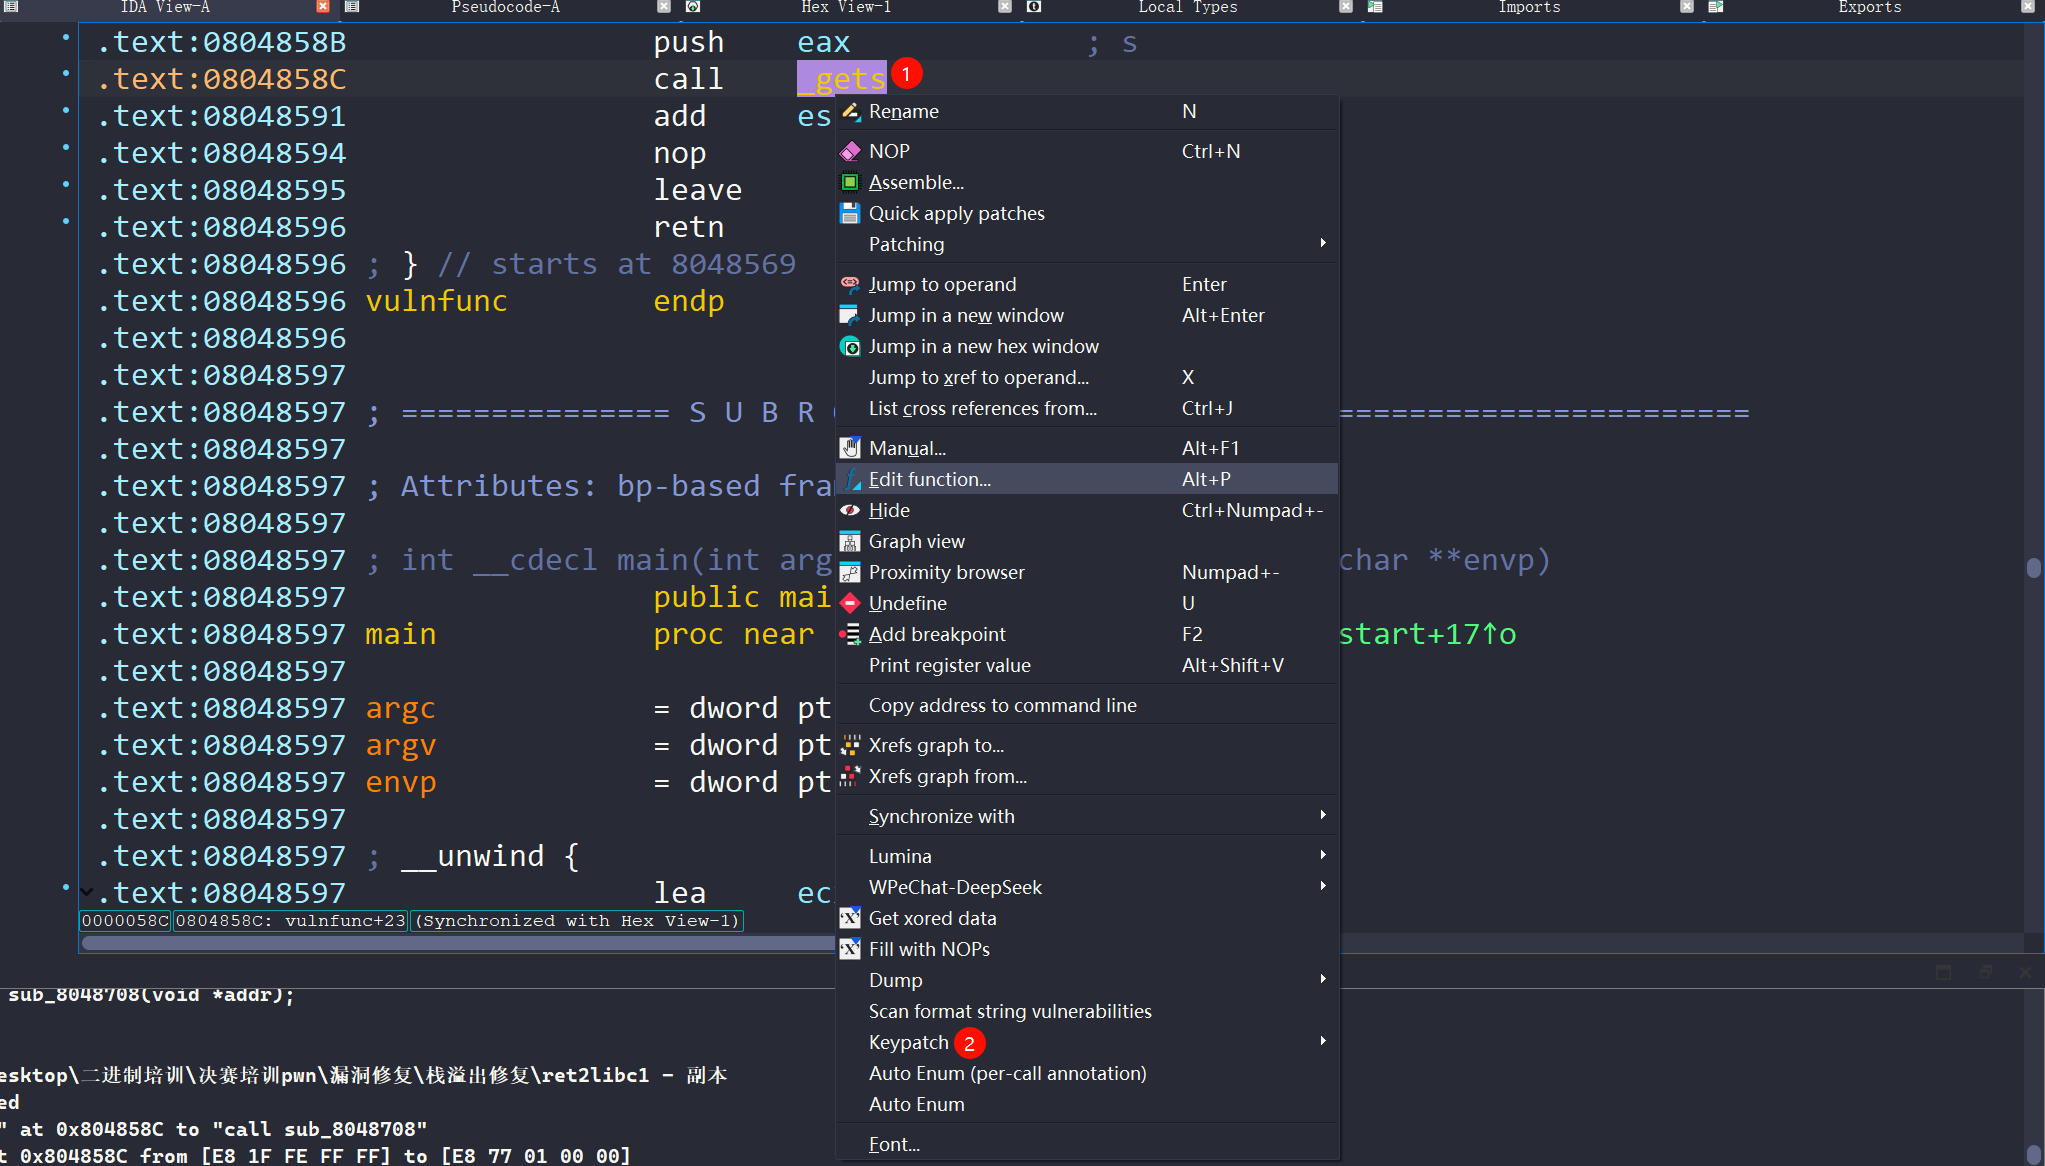 IDA View-A Pseudocode-A Hex View-1 Local Types Imports Exports
.text:0804858B push eax ; s
.text:0804858C call _gets 1
.text:08048591 add es
.text:08048594 nop
.text:08048595 leave
.text:08048596 retn
.text:08048596 ; } // starts at 8048569
.text:08048596 vulnfunc endp
.text:08048596
.text:08048597
.text:08048597 ; =============== S U B R =======================
.text:08048597
.text:08048597 ; Attributes: bp-based fra
.text:08048597
.text:08048597 ; int __cdecl main(int arg char **envp)
.text:08048597 public mai
.text:08048597 main proc near start+17↑o
.text:08048597
.text:08048597 argc = dword pt
.text:08048597 argv = dword pt
.text:08048597 envp = dword pt
.text:08048597
.text:08048597 ; __unwind {
.text:08048597 lea ec
0000058C 0804858C: vulnfunc+23 (Synchronized with Hex View-1)
Rename N
NOP Ctrl+N
Assemble...
Quick apply patches
Patching
Jump to operand Enter
Jump in a new window Alt+Enter
Jump in a new hex window
Jump to xref to operand... X
List cross references from... Ctrl+J
Manual... Alt+F1
Edit function... Alt+P
Hide Ctrl+Numpad+-
Graph view
Proximity browser Numpad+-
Undefine U
Add breakpoint F2
Print register value Alt+Shift+V
Copy address to command line
Xrefs graph to...
Xrefs graph from...
Synchronize with
Lumina
WPeChat-DeepSeek
Get xored data
Fill with NOPs
Dump
Scan format string vulnerabilities
Keypatch 2
Auto Enum (per-call annotation)
Auto Enum
Font...
sub_8048708(void *addr);
esktop\二进制培训\决赛培训pwn\漏洞修复\栈溢出修复\ret2libc1 - 副本
ed
" at 0x804858C to "call sub_8048708"
t 0x804858C from [E8 1F FE FF FF] to [E8 77 01 00 00]